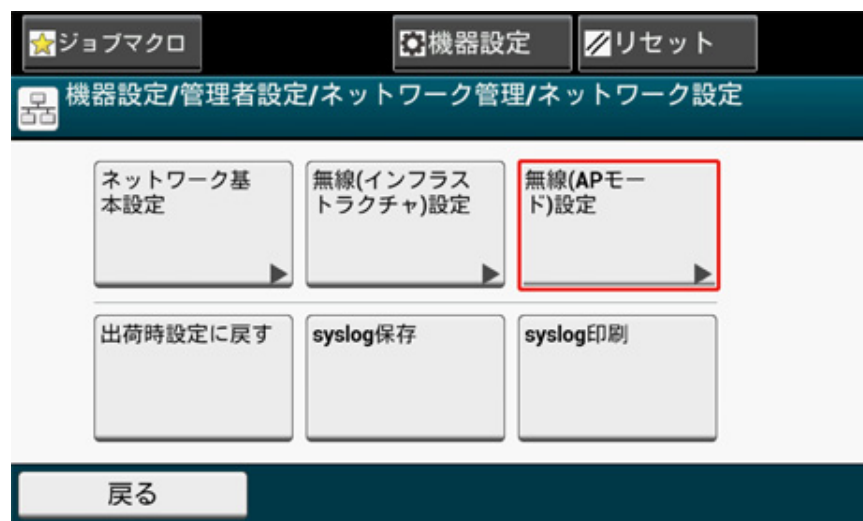 ジョブマクロ 機器設定 リセット
機器設定/管理者設定/ネットワーク管理/ネットワーク設定
ネットワーク基
本設定
無線(インフラス
トラクチャ)設定
無線(APモー
ド)設定
出荷時設定に戻す
syslog保存
syslog印刷
戻る